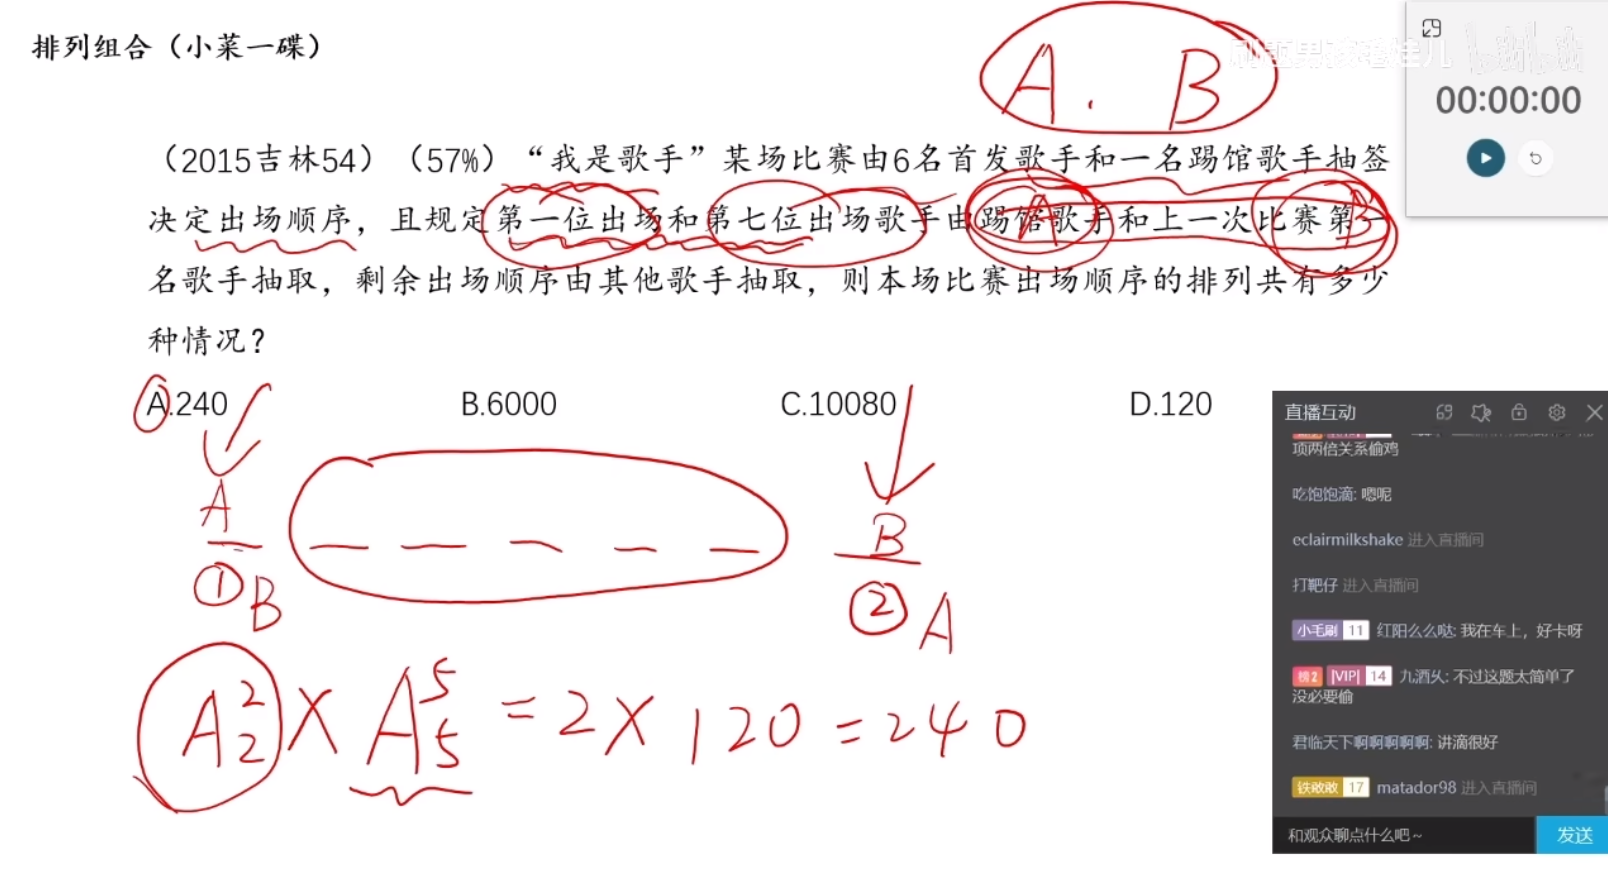 排列组合（小菜一碟）
A. B
00:00:00
（2015吉林54）（57%）“我是歌手”某场比赛由6名首发歌手和一名踢馆歌手抽签
决定出场顺序，且规定第一位出场和第七位出场歌手由踢馆歌手和上一次比赛第一
A B
名歌手抽取，剩余出场顺序由其他歌手抽取，则本场比赛出场顺序的排列共有多少
种情况？
A.240 B.6000 C.10080 D.120
A B
① B ② A
A²₂ × A⁵₅ = 2 × 120 = 240
直播互动
项两倍关系偷鸡
吃饱饱滴: 嗯呢
eclairmilkshake 进入直播间
打靶仔 进入直播间
小毛刷 11 红阳么么哒: 我在车上，好卡呀
榜2 |VIP| 14 九酒乆: 不过这题太简单了
没必要偷
君临天下啊啊啊啊啊: 讲滴很好
铁敢敢 17 matador98 进入直播间
和观众聊点什么吧~ 发送